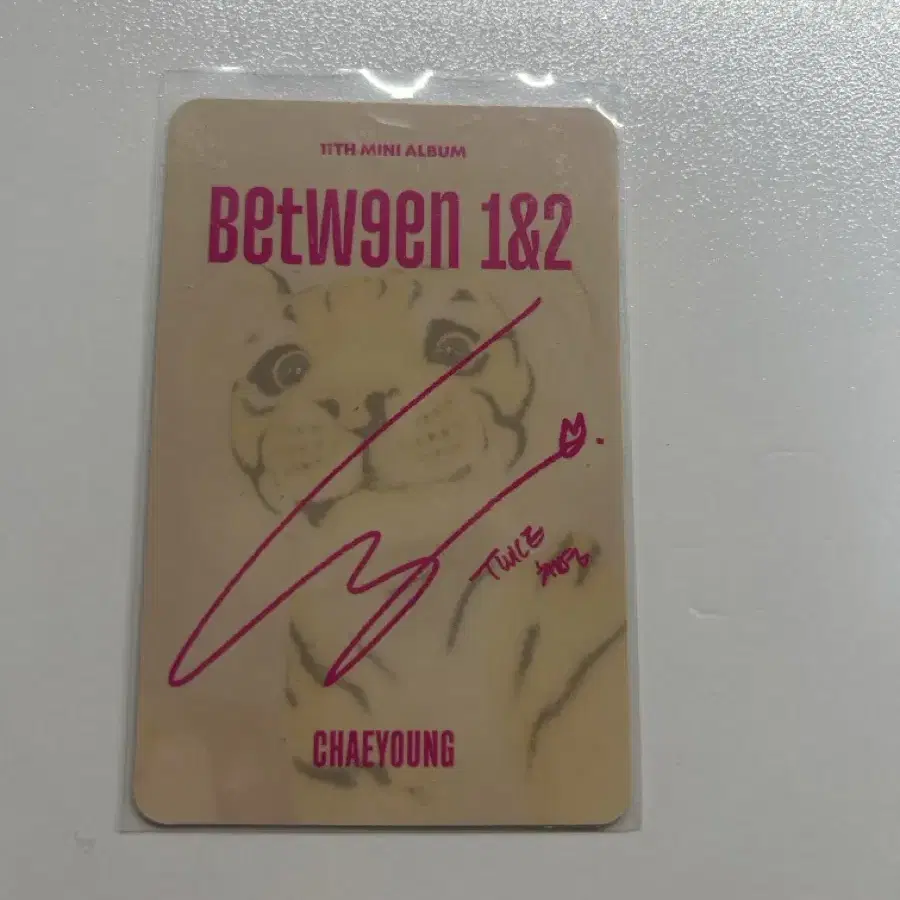 11TH MINI ALBUM
BetW9en 1&2
TWICE
채영
CHAEYOUNG